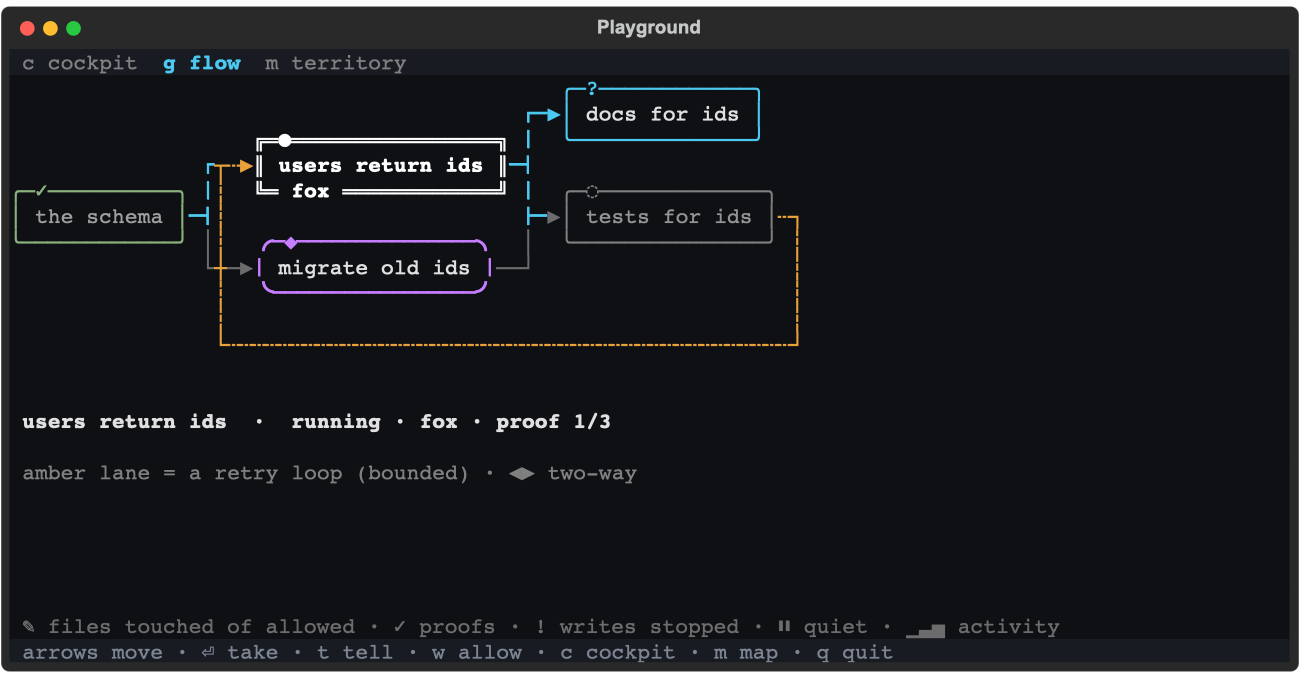 Playground
c cockpit  g flow  m territory
?
docs for ids
users return ids
fox
✓
the schema
tests for ids
migrate old ids
users return ids  ·  running · fox · proof 1/3
amber lane = a retry loop (bounded) · ◀▶ two-way
✎ files touched of allowed · ✓ proofs · ! writes stopped · ⏸ quiet · ▁▃▅ activity
arrows move · ⏎ take · t tell · w allow · c cockpit · m map · q quit